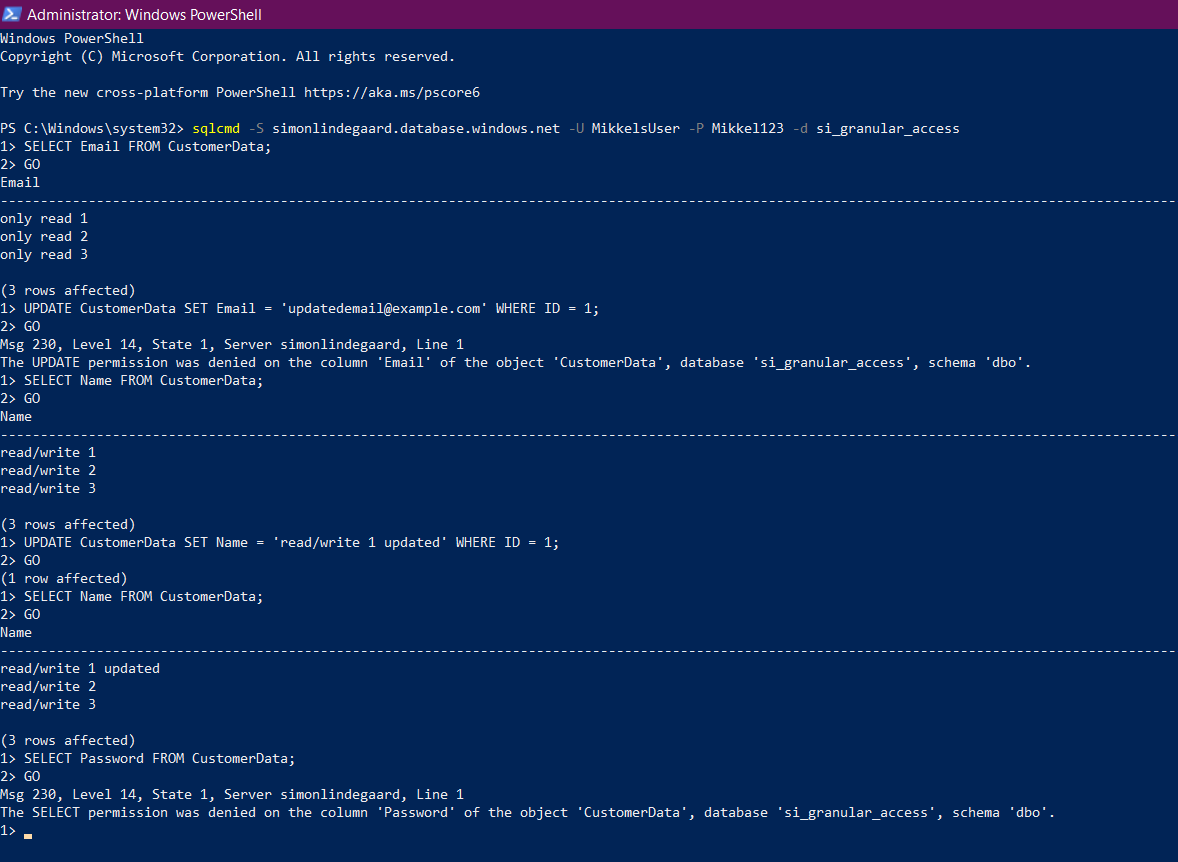 Administrator: Windows PowerShell
Windows PowerShell
Copyright (C) Microsoft Corporation. All rights reserved.
Try the new cross-platform PowerShell https://aka.ms/pscore6
PS C:\Windows\system32> sqlcmd -S simonlindegaard.database.windows.net -U MikkelsUser -P Mikkel123 -d si_granular_access
1> SELECT Email FROM CustomerData;
2> GO
Email
---------------------------------------------------------------------------------------------------------------------------------------------------
only read 1
only read 2
only read 3
(3 rows affected)
1> UPDATE CustomerData SET Email = 'updatedemail@example.com' WHERE ID = 1;
2> GO
Msg 230, Level 14, State 1, Server simonlindegaard, Line 1
The UPDATE permission was denied on the column 'Email' of the object 'CustomerData', database 'si_granular_access', schema 'dbo'.
1> SELECT Name FROM CustomerData;
2> GO
Name
---------------------------------------------------------------------------------------------------------------------------------------------------
read/write 1
read/write 2
read/write 3
(3 rows affected)
1> UPDATE CustomerData SET Name = 'read/write 1 updated' WHERE ID = 1;
2> GO
(1 row affected)
1> SELECT Name FROM CustomerData;
2> GO
Name
---------------------------------------------------------------------------------------------------------------------------------------------------
read/write 1 updated
read/write 2
read/write 3
(3 rows affected)
1> SELECT Password FROM CustomerData;
2> GO
Msg 230, Level 14, State 1, Server simonlindegaard, Line 1
The SELECT permission was denied on the column 'Password' of the object 'CustomerData', database 'si_granular_access', schema 'dbo'.
1>